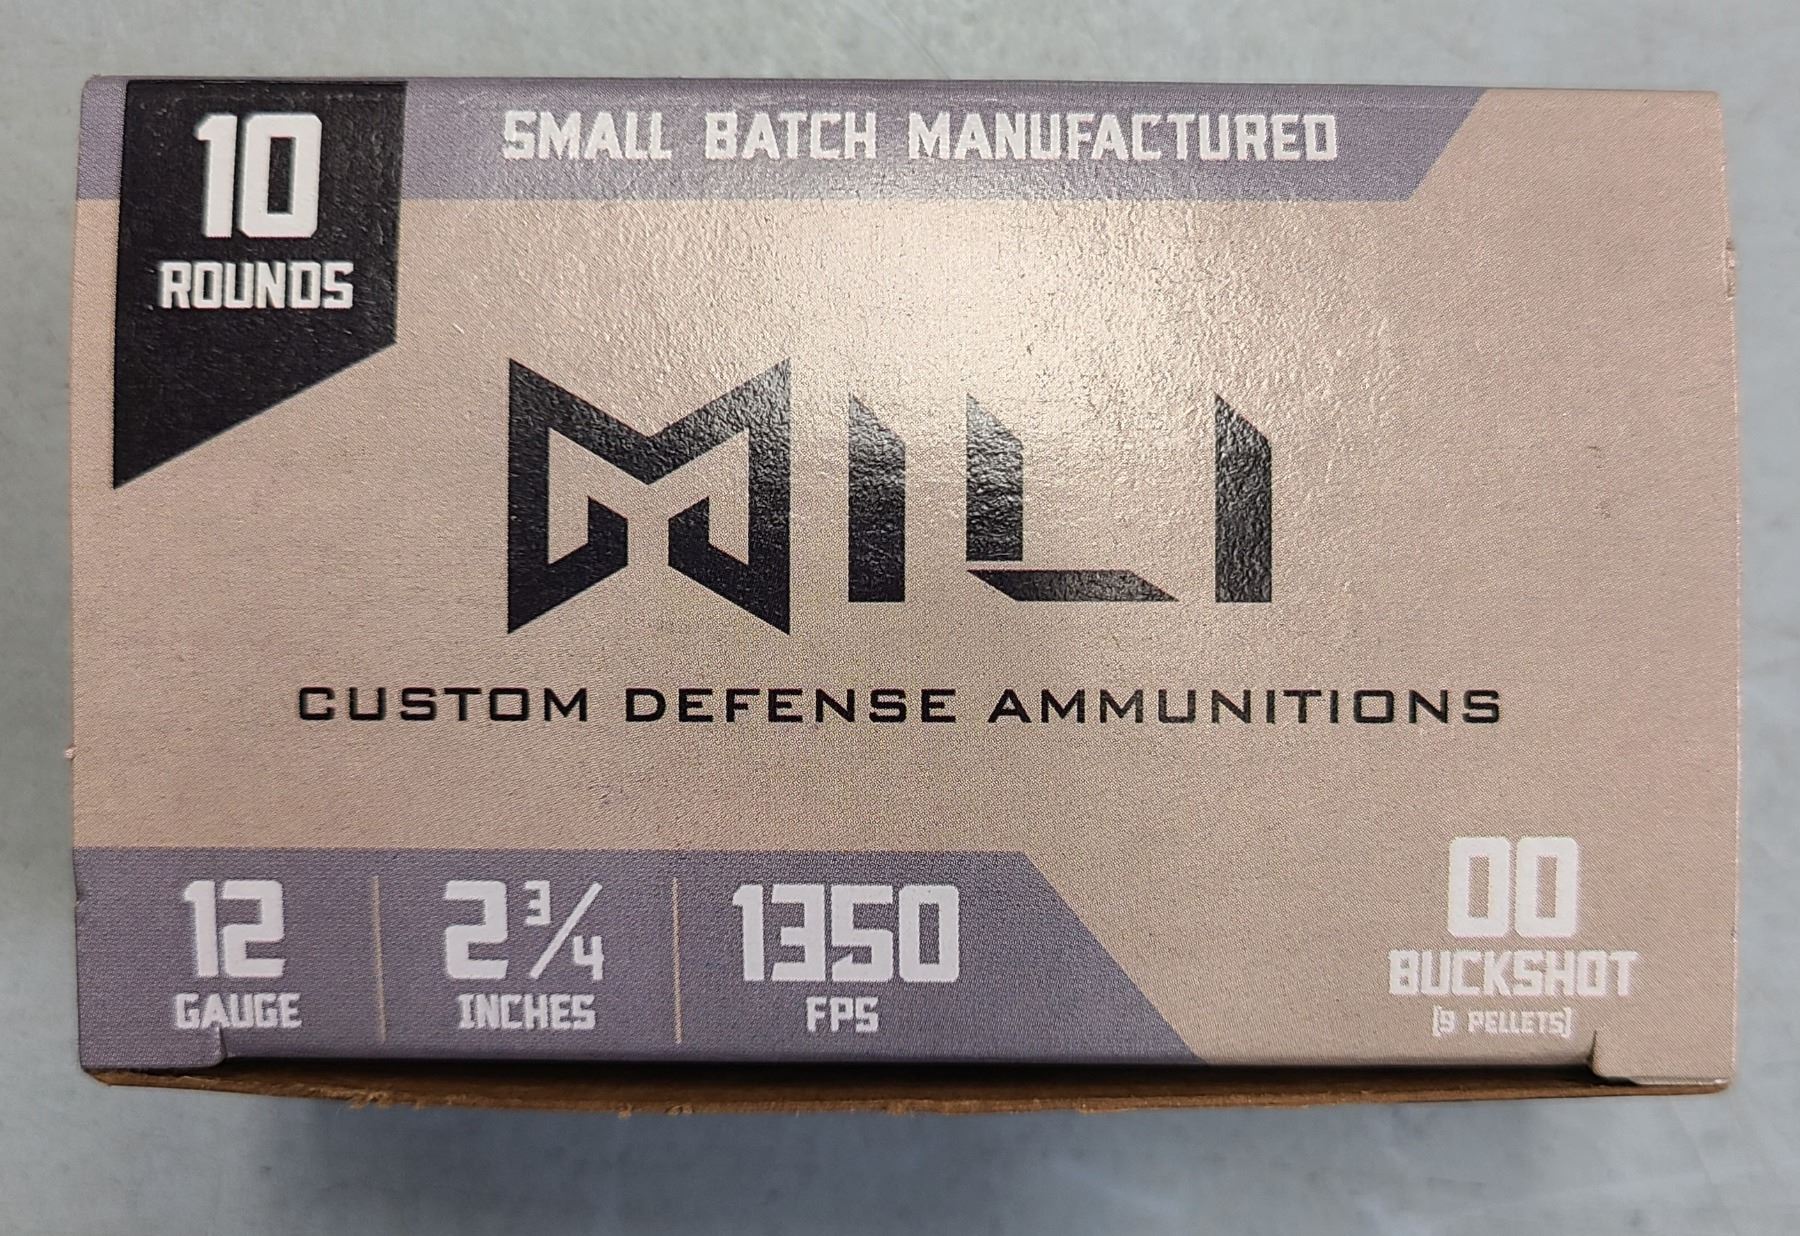 10
ROUNDS
SMALL BATCH MANUFACTURED
MILI
CUSTOM DEFENSE AMMUNITIONS
12
GAUGE
2 3/4
INCHES
1350
FPS
00
BUCKSHOT
[9 PELLETS]